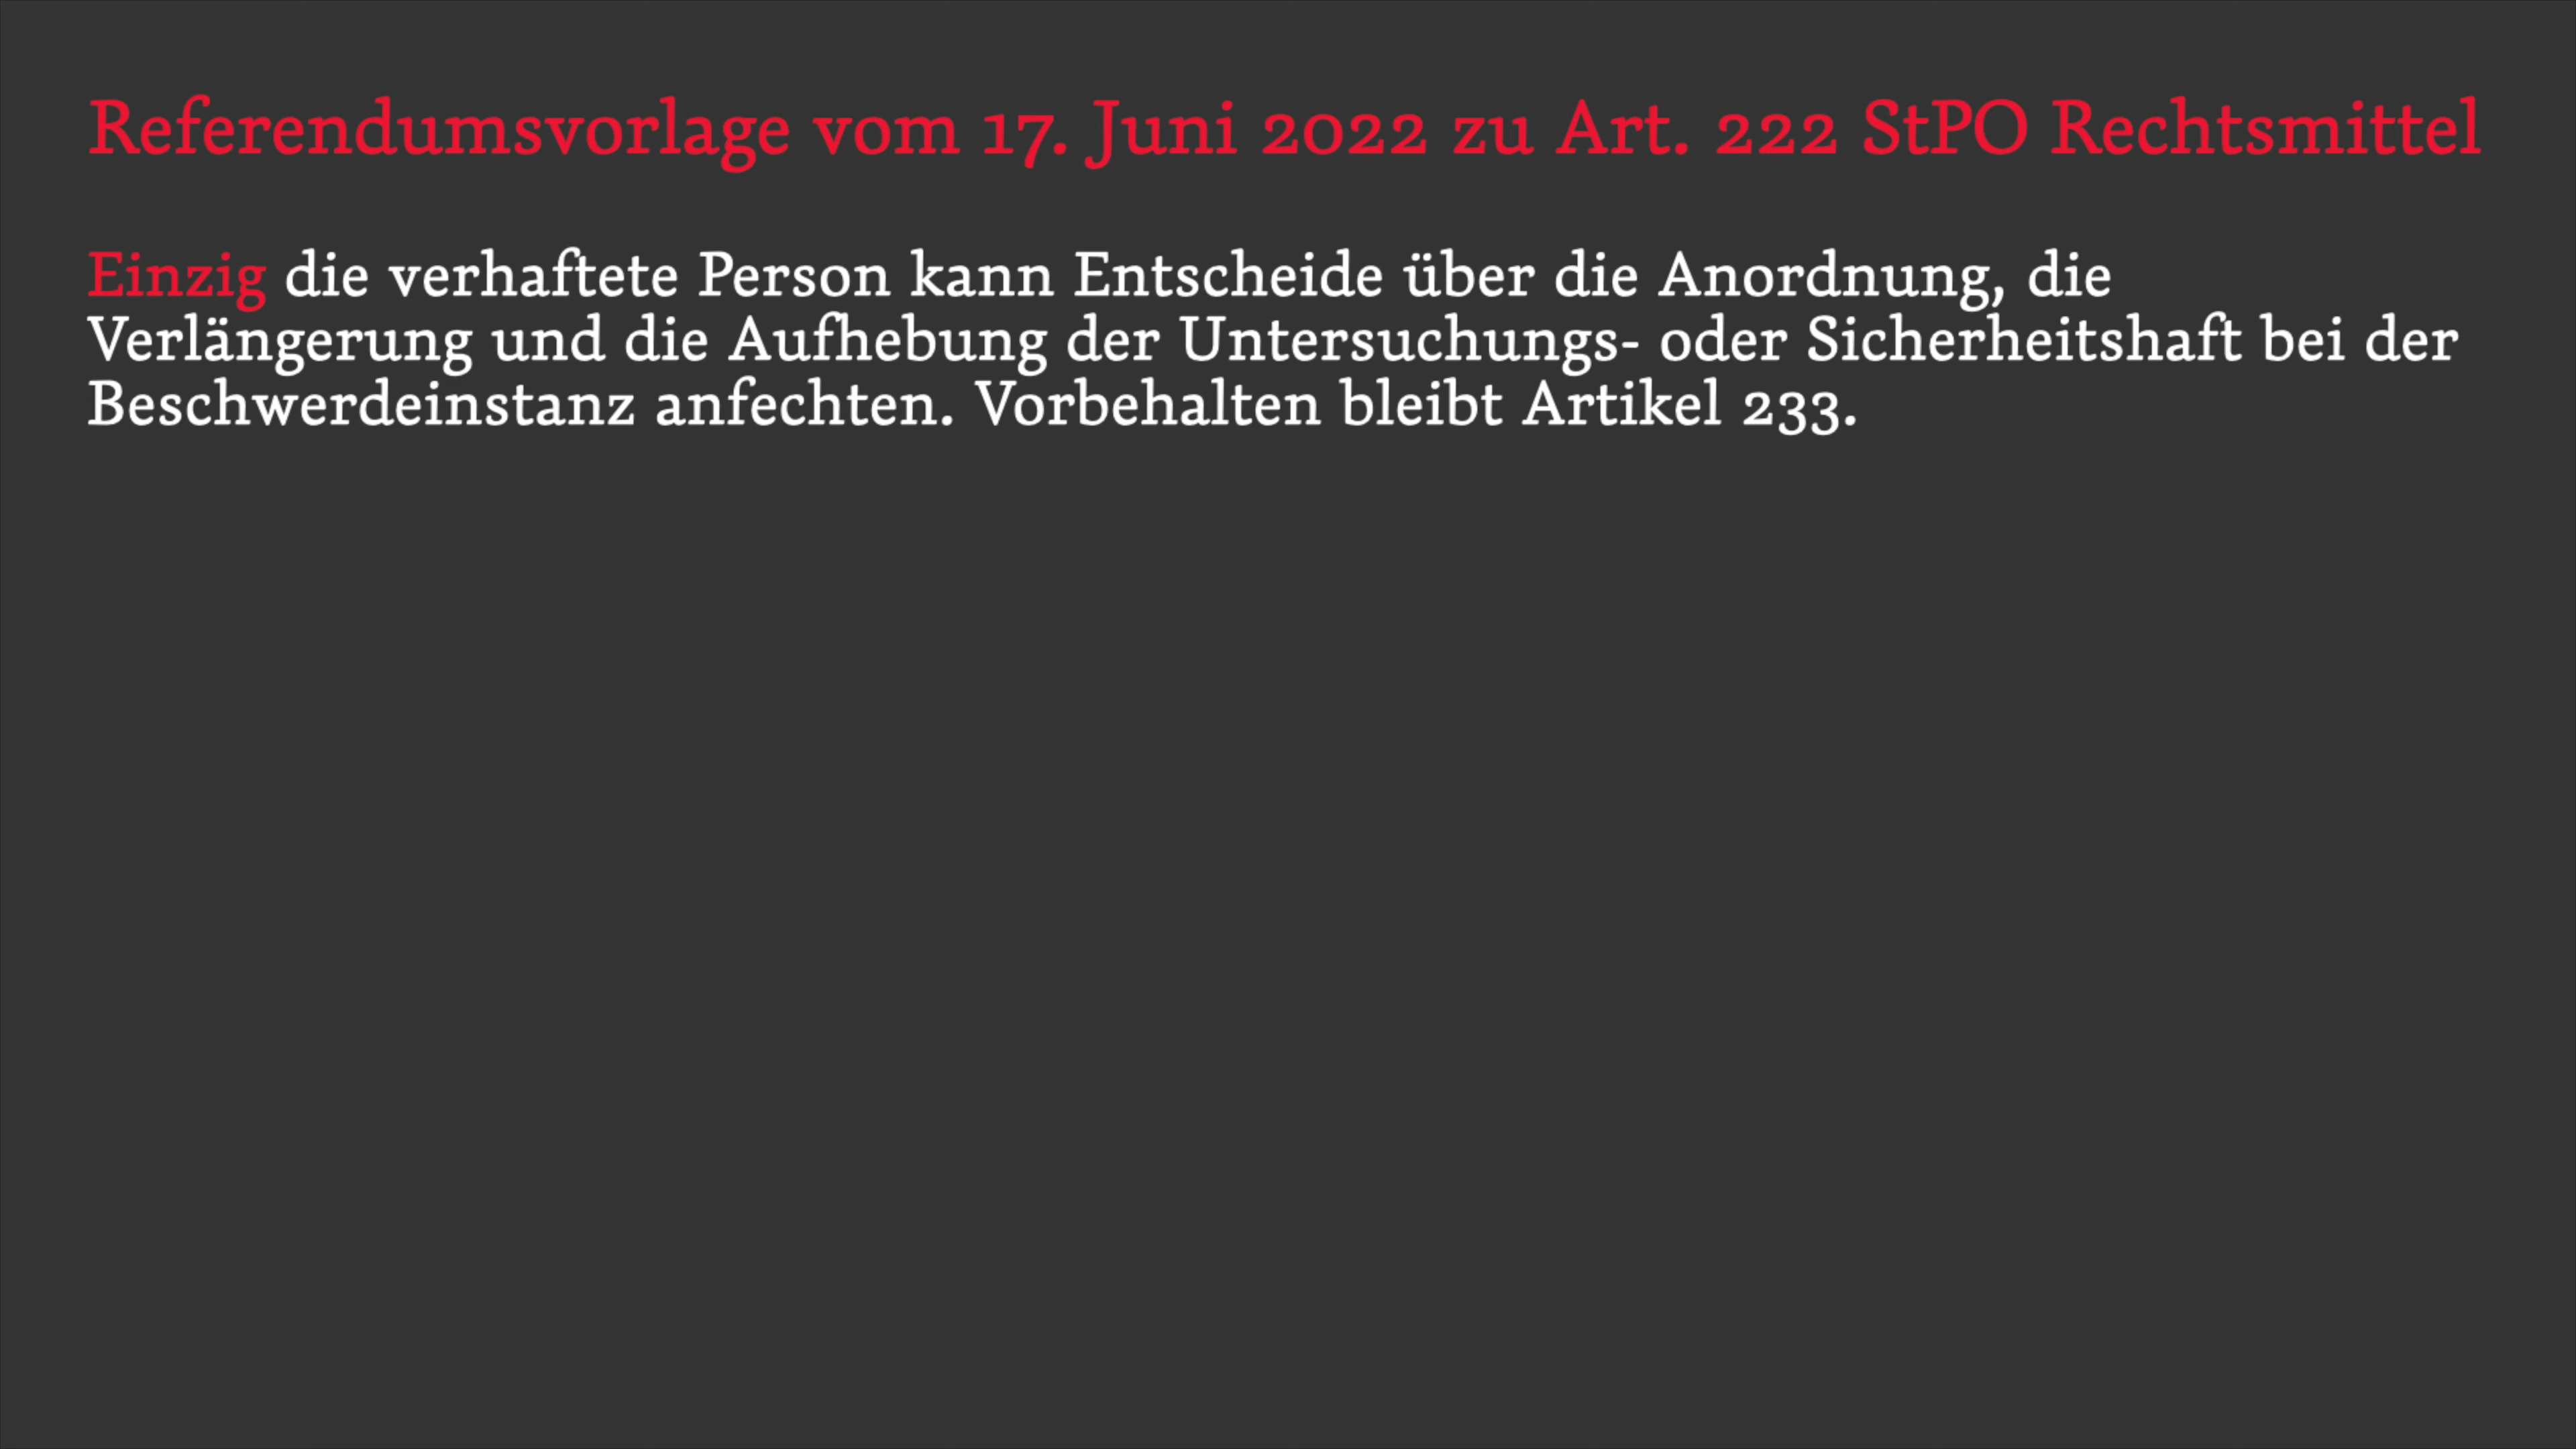 Referendumsvorlage vom 17. Juni 2022 zu Art. 222 StPO Rechtsmittel
Einzig die verhaftete Person kann Entscheide über die Anordnung, die
Verlängerung und die Aufhebung der Untersuchungs- oder Sicherheitshaft bei der
Beschwerdeinstanz anfechten. Vorbehalten bleibt Artikel 233.